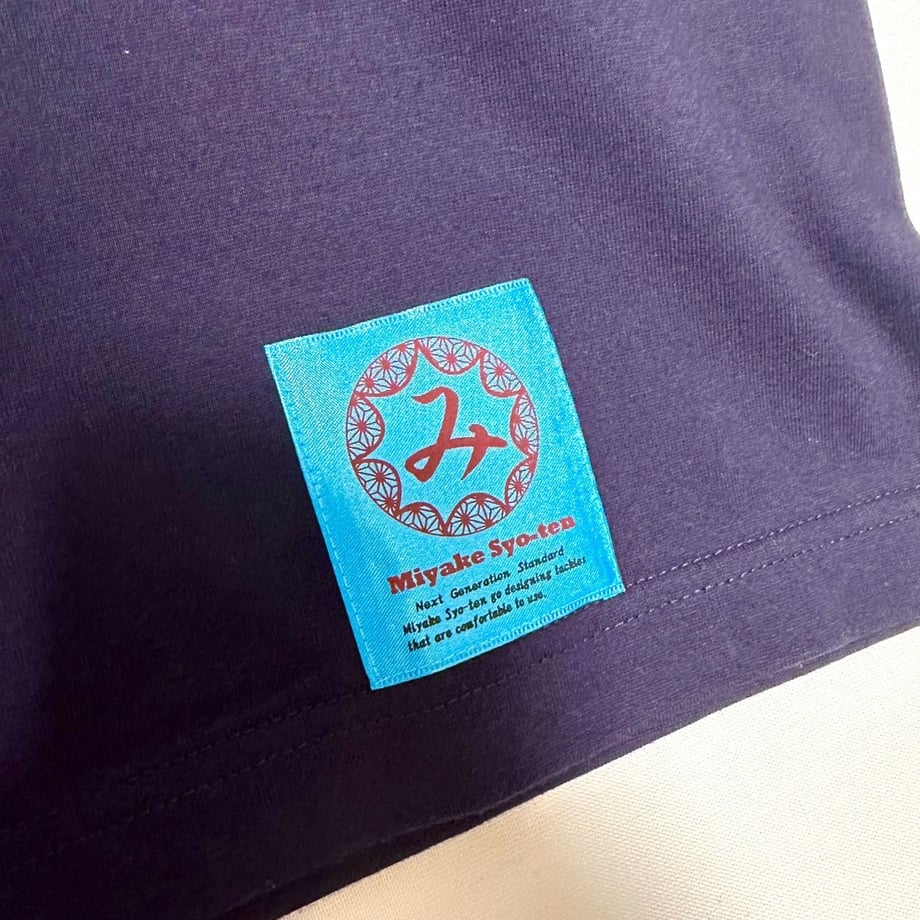 み
Miyake Syo-ten
Next Generation Standard
Miyake Syo-ten go designing tackles
that are comfortable to use.